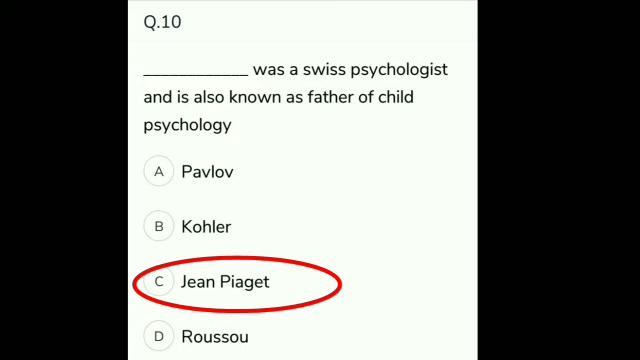 Q.10
____________ was a swiss psychologist
and is also known as father of child
psychology
A Pavlov
B Kohler
C Jean Piaget
D Roussou